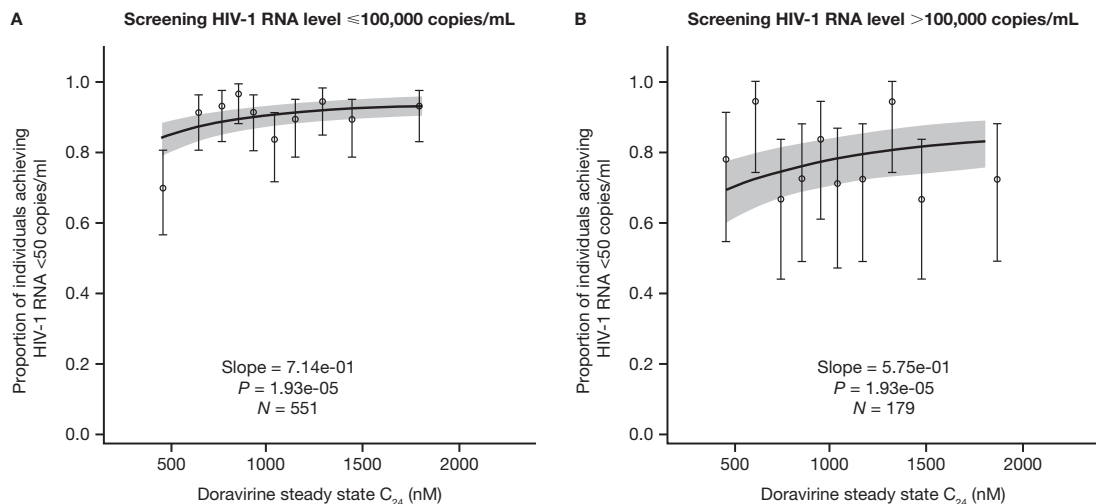 A Screening HIV-1 RNA level ≤100,000 copies/mL
Proportion of individuals achieving
HIV-1 RNA <50 copies/ml
1.0
0.8
0.6
0.4
0.2
0.0
Slope = 7.14e-01
P = 1.93e-05
N = 551
500 1000 1500 2000
Doravirine steady state C24 (nM)
B Screening HIV-1 RNA level >100,000 copies/mL
Proportion of individuals achieving
HIV-1 RNA <50 copies/ml
1.0
0.8
0.6
0.4
0.2
0.0
Slope = 5.75e-01
P = 1.93e-05
N = 179
500 1000 1500 2000
Doravirine steady state C24 (nM)